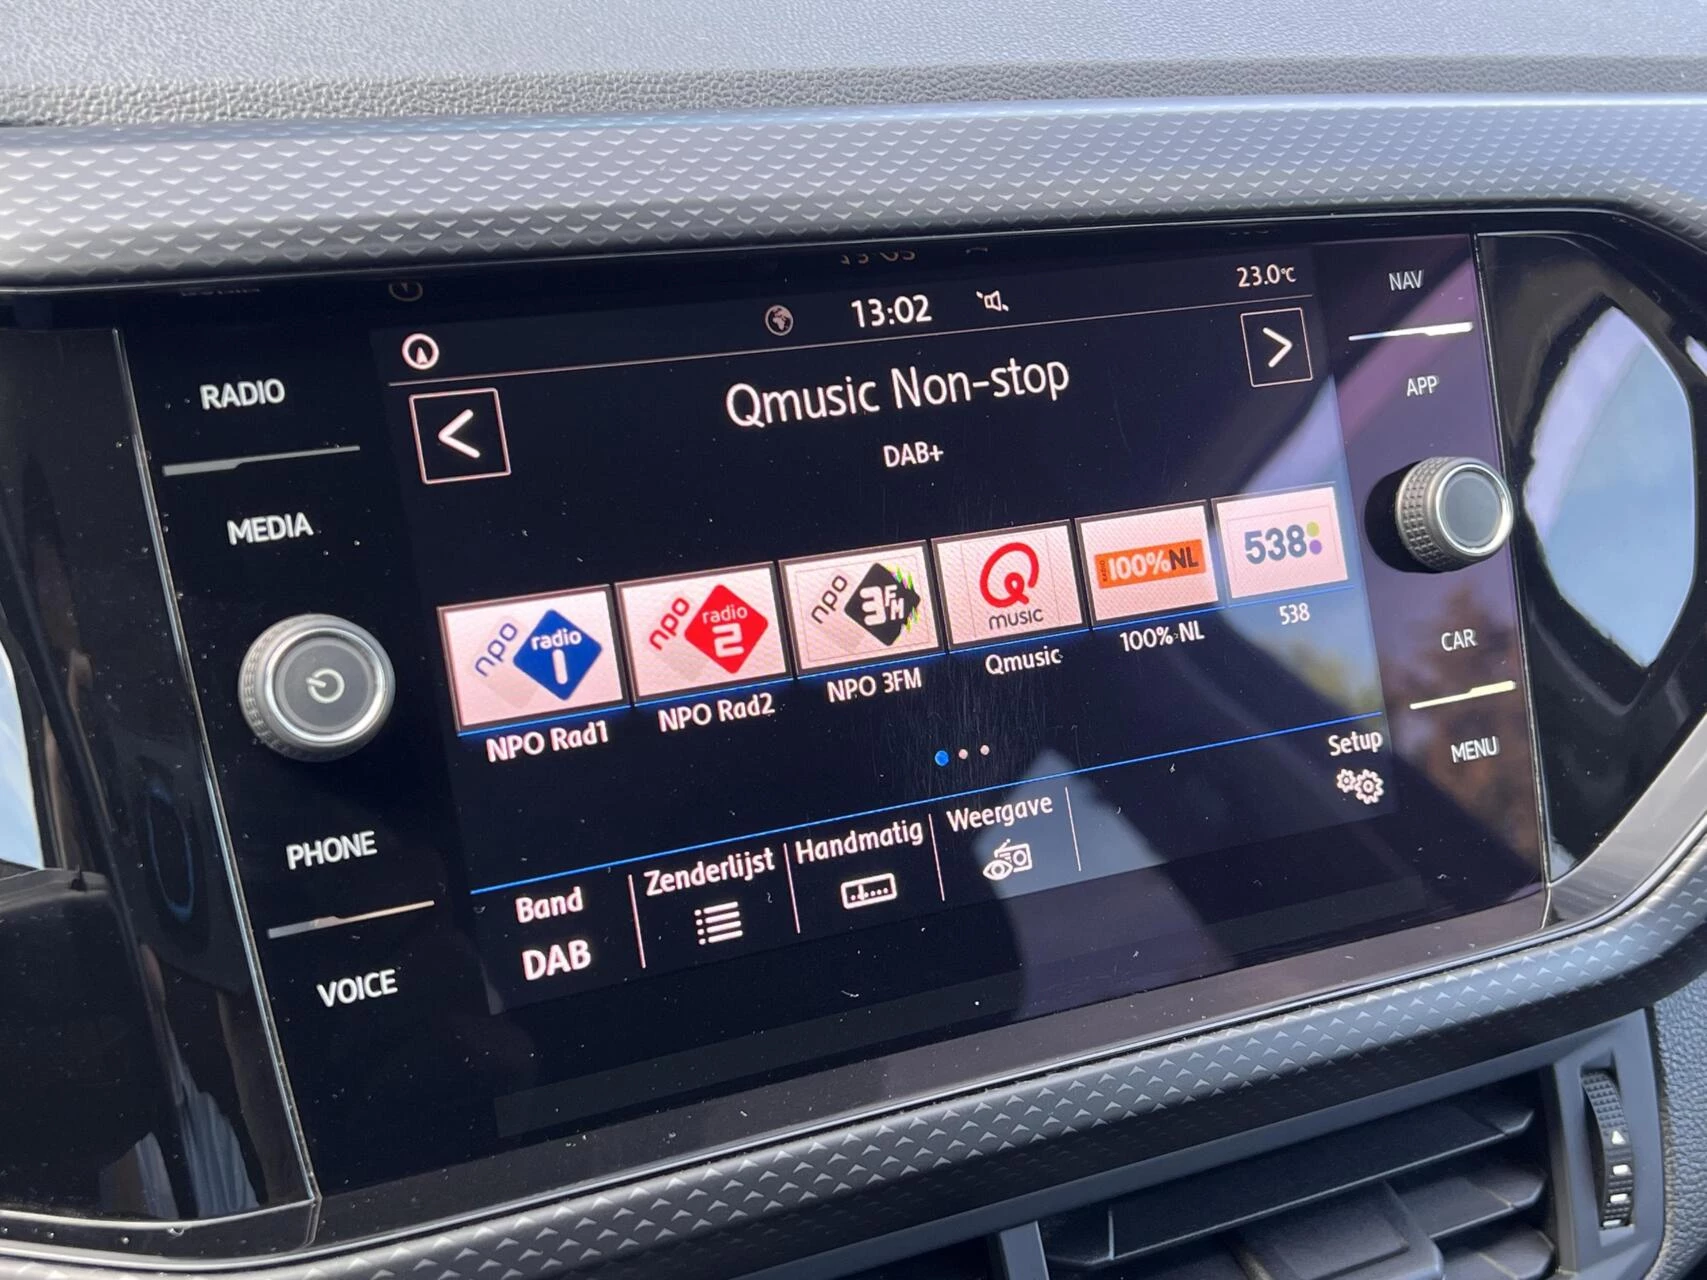 13:02
23.0°C
Qmusic Non-stop
DAB+
RADIO
MEDIA
PHONE
VOICE
NAV
APP
CAR
MENU
npo radio 1
npo radio 2
npo 3FM
Q MUSIC
RADIO 100%NL
538
NPO Rad1
NPO Rad2
NPO 3FM
Qmusic
100% NL
538
Band
DAB
Zenderlijst
Handmatig
Weergave
Setup